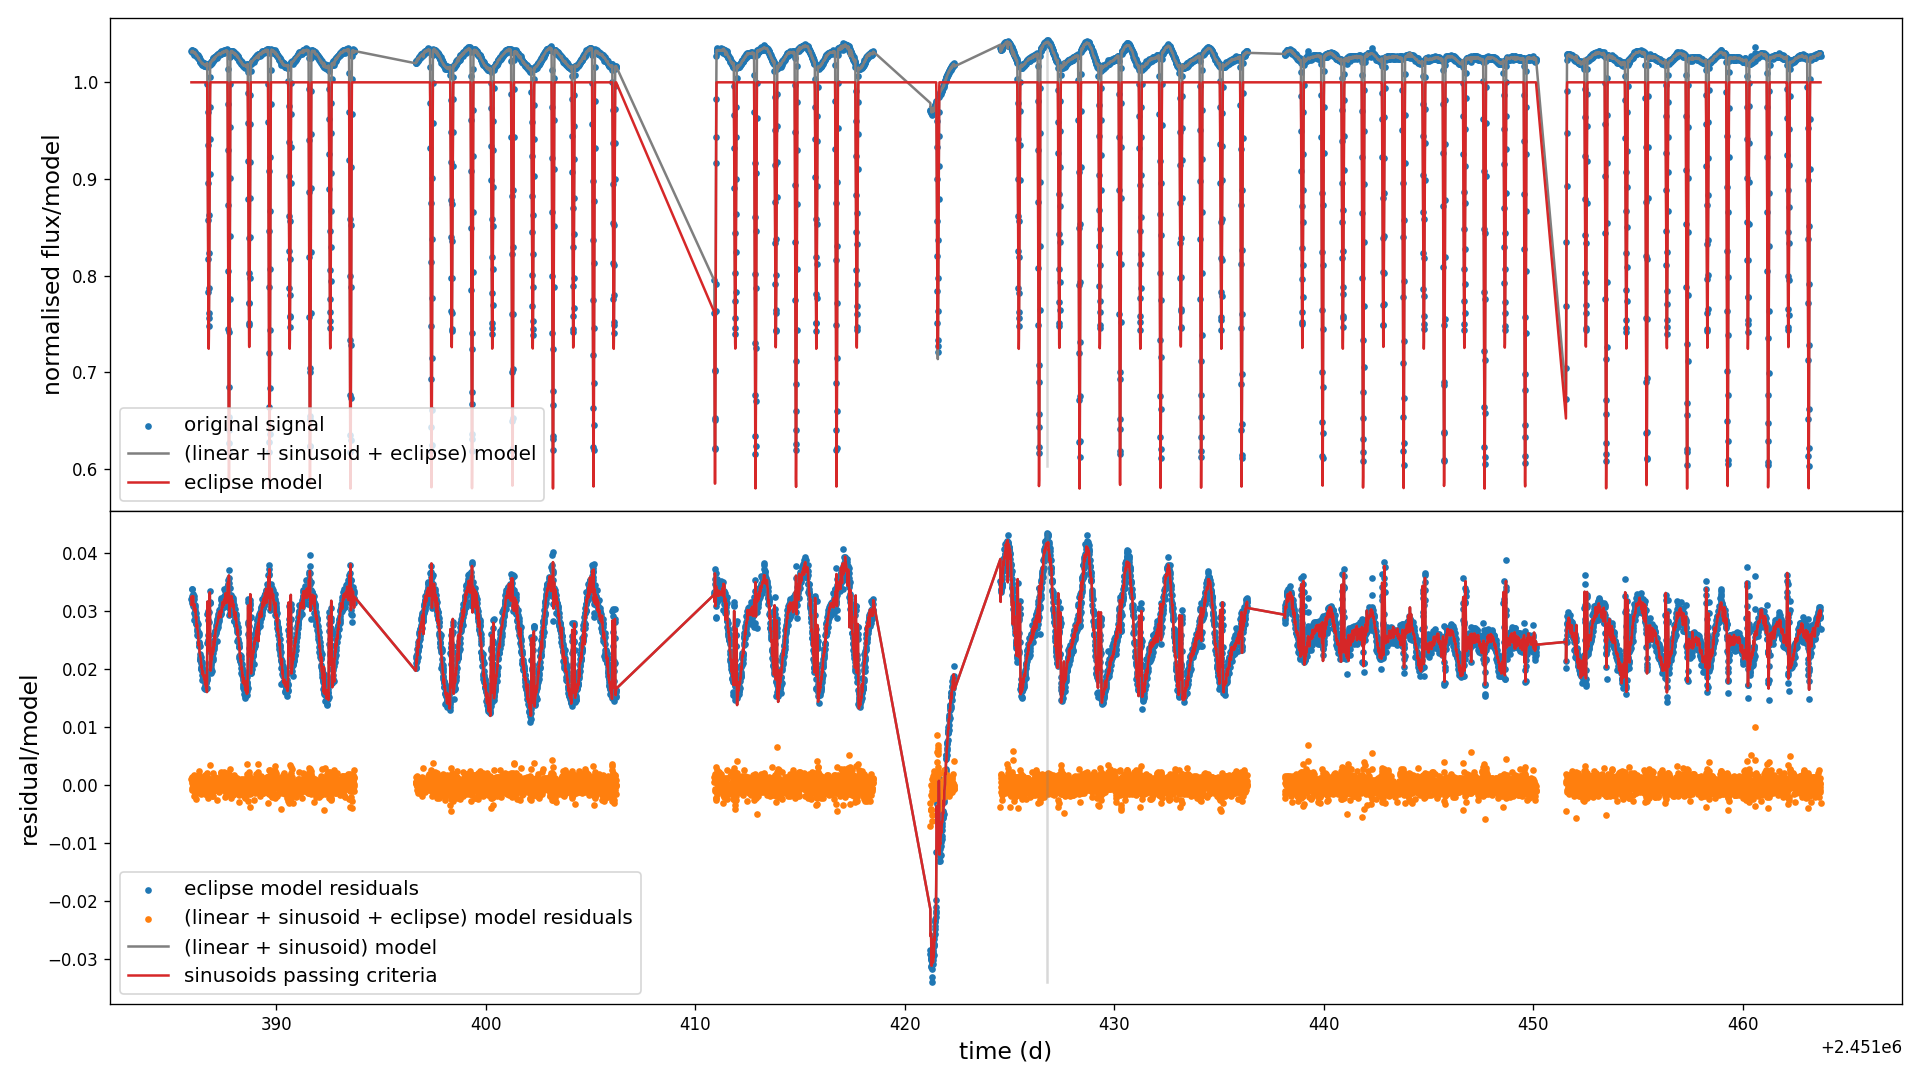 normalised flux/model
1.0
0.9
0.8
0.7
0.6
original signal
(linear + sinusoid + eclipse) model
eclipse model
residual/model
0.04
0.03
0.02
0.01
0.00
−0.01
−0.02
−0.03
eclipse model residuals
(linear + sinusoid + eclipse) model residuals
(linear + sinusoid) model
sinusoids passing criteria
390 400 410 420 430 440 450 460
time (d)
+2.451e6